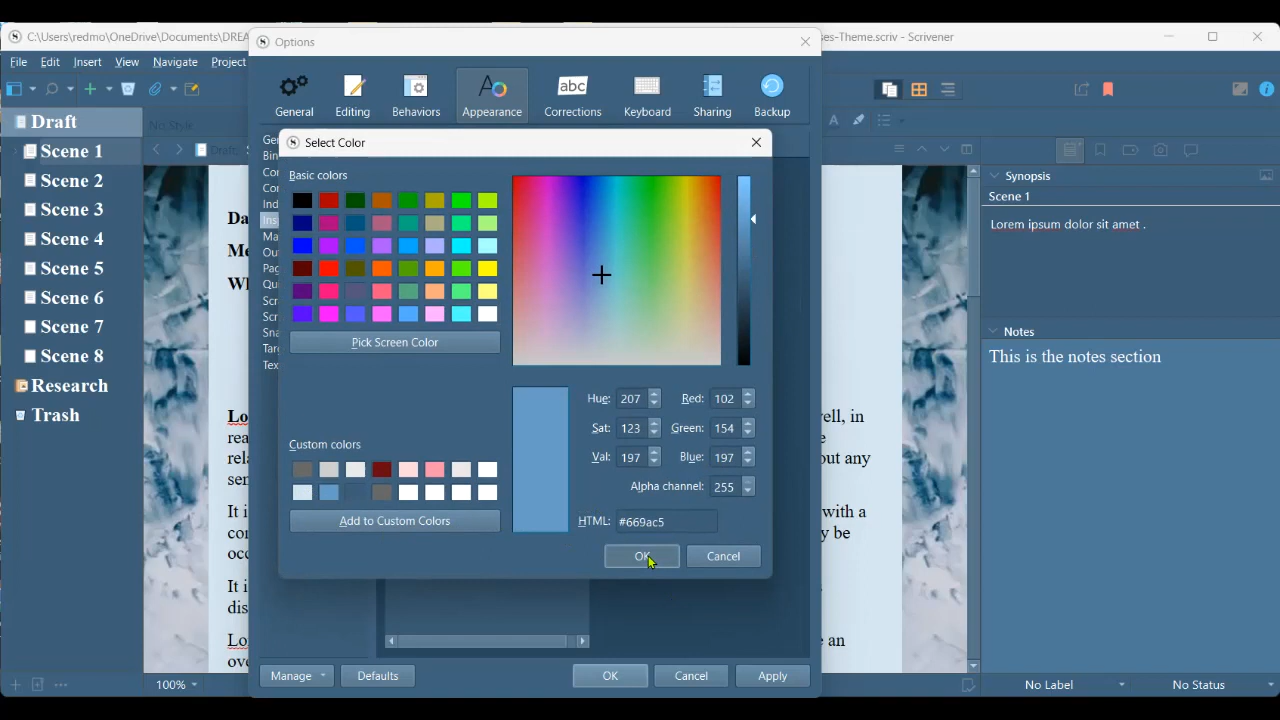 C:\Users\redmo\OneDrive\Documents\DREA
Options
ses-Theme.scriv - Scrivener
File Edit Insert View Navigate Project
General Editing Behaviors Appearance Corrections Keyboard Sharing Backup
abc
Draft
Scene 1
Scene 2
Scene 3
Scene 4
Scene 5
Scene 6
Scene 7
Scene 8
Research
Trash
No Style
Draft
Select Color
Basic colors
Pick Screen Color
Custom colors
Add to Custom Colors
Hue: 207 Red: 102
Sat: 123 Green: 154
Val: 197 Blue: 197
Alpha channel: 255
HTML: #669ac5
OK Cancel
Manage Defaults OK Cancel Apply
Synopsis
Scene 1
Lorem ipsum dolor sit amet .
Notes
This is the notes section
100%
No Label No Status